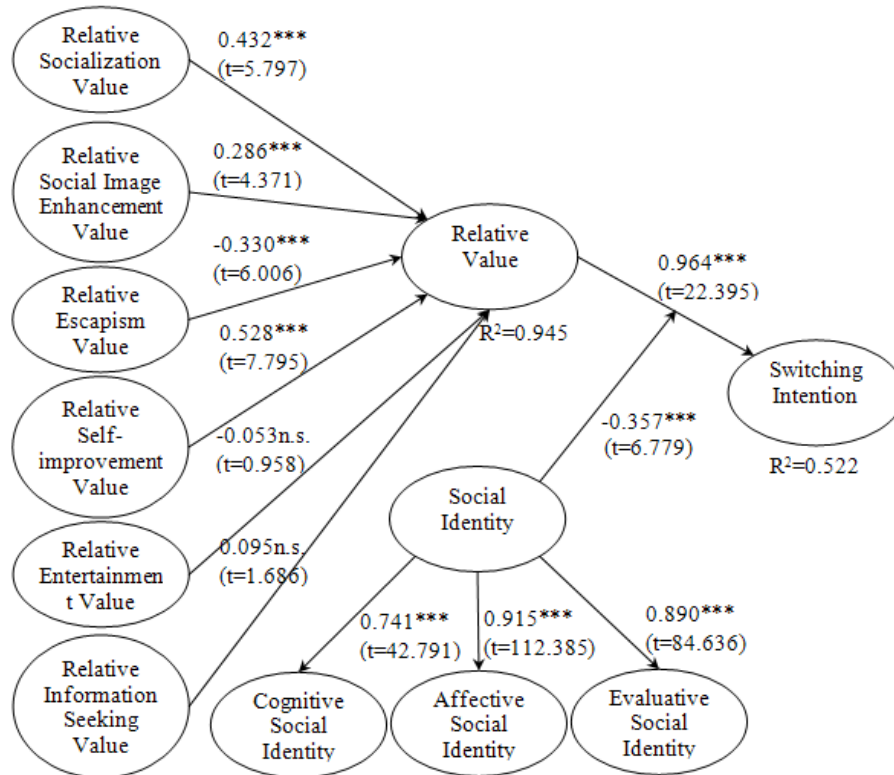 Relative
Socialization
Value
0.432***
(t=5.797)
Relative
Social Image
Enhancement
Value
0.286***
(t=4.371)
Relative
Escapism
Value
-0.330***
(t=6.006)
Relative
Self-
improvement
Value
0.528***
(t=7.795)
Relative
Entertainmen
t Value
-0.053n.s.
(t=0.958)
Relative
Information
Seeking
Value
0.095n.s.
(t=1.686)
Relative
Value
R²=0.945
0.964***
(t=22.395)
Switching
Intention
R²=0.522
-0.357***
(t=6.779)
Social
Identity
0.741***
(t=42.791)
0.915***
(t=112.385)
0.890***
(t=84.636)
Cognitive
Social
Identity
Affective
Social
Identity
Evaluative
Social
Identity